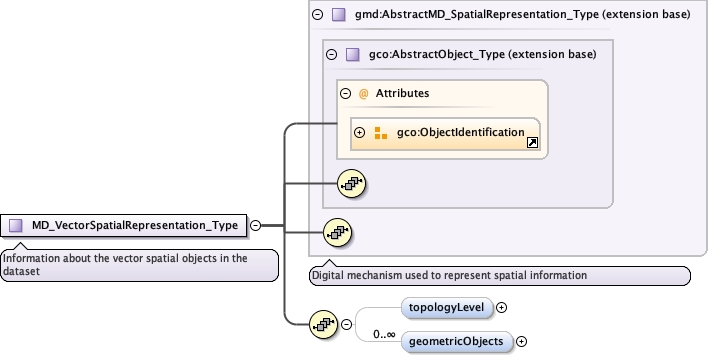 gmd:AbstractMD_SpatialRepresentation_Type (extension base)
gco:AbstractObject_Type (extension base)
@ Attributes
gco:ObjectIdentification
MD_VectorSpatialRepresentation_Type
Information about the vector spatial objects in the
dataset
Digital mechanism used to represent spatial information
topologyLevel
0..∞
geometricObjects